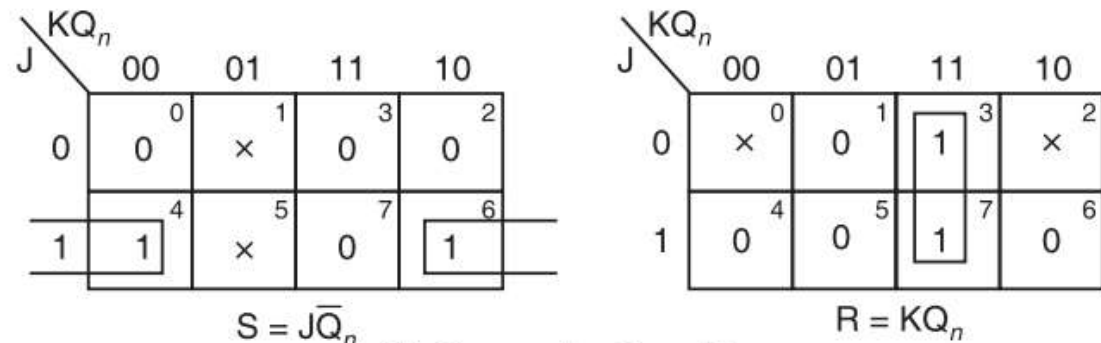 KQn
J 00 01 11 10
0 0 0 × 1 0 3 0 2
1 1 4 × 5 0 7 1 6
S = JQ̅n
KQn
J 00 01 11 10
0 × 0 0 1 1 3 × 2
1 0 4 0 5 1 7 0 6
R = KQn